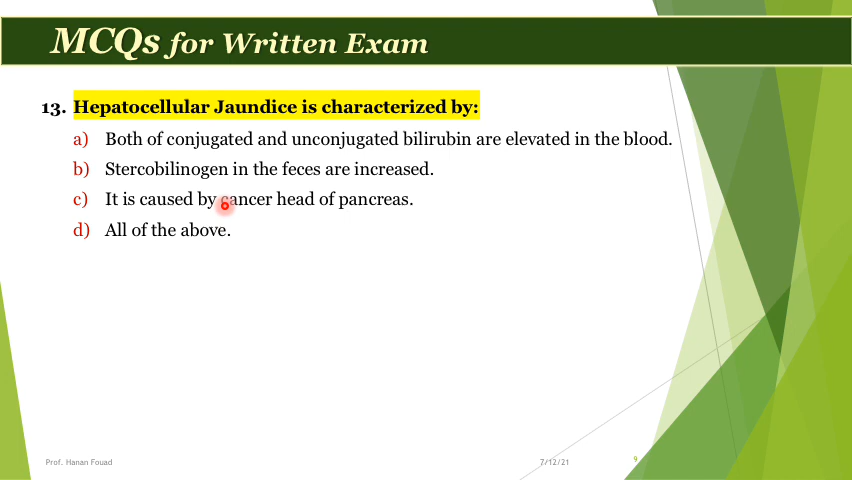 MCQs for Written Exam
13. Hepatocellular Jaundice is characterized by:
a) Both of conjugated and unconjugated bilirubin are elevated in the blood.
b) Stercobilinogen in the feces are increased.
c) It is caused by cancer head of pancreas.
d) All of the above.
Prof. Hanan Fouad 7/12/21 9